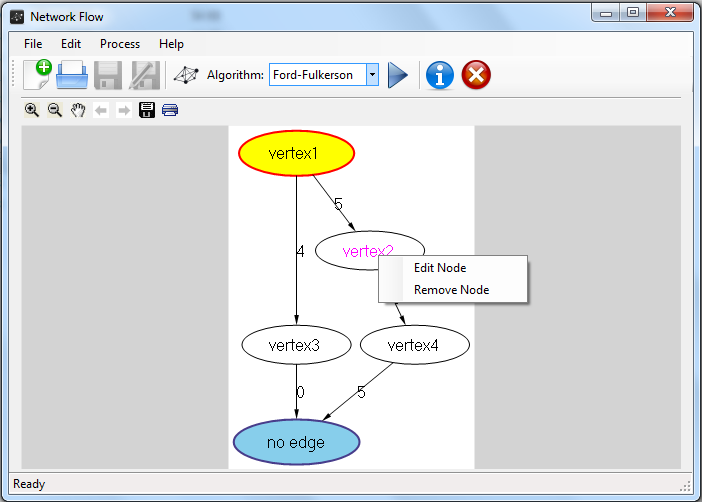 Network Flow
File Edit Process Help
Algorithm: Ford-Fulkerson
vertex1
5
vertex2
4
Edit Node
Remove Node
vertex3 vertex4
0 5
no edge
Ready